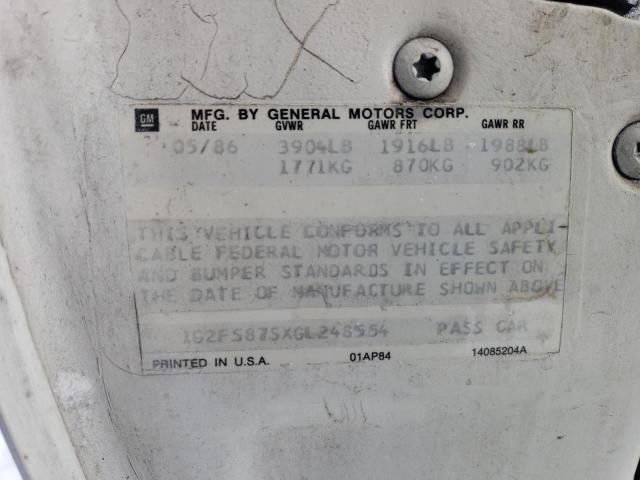 GM
MFG. BY GENERAL MOTORS CORP.
DATE GVWR GAWR FRT GAWR RR
05/86 3904LB 1916LB 1988LB
1771KG 870KG 902KG
THIS VEHICLE CONFORMS TO ALL APPLI-
CABLE FEDERAL MOTOR VEHICLE SAFETY
AND BUMPER STANDARDS IN EFFECT ON
THE DATE OF MANUFACTURE SHOWN ABOVE
1G2FS87SXGL248554 PASS CAR
PRINTED IN U.S.A. 01AP84 14085204A